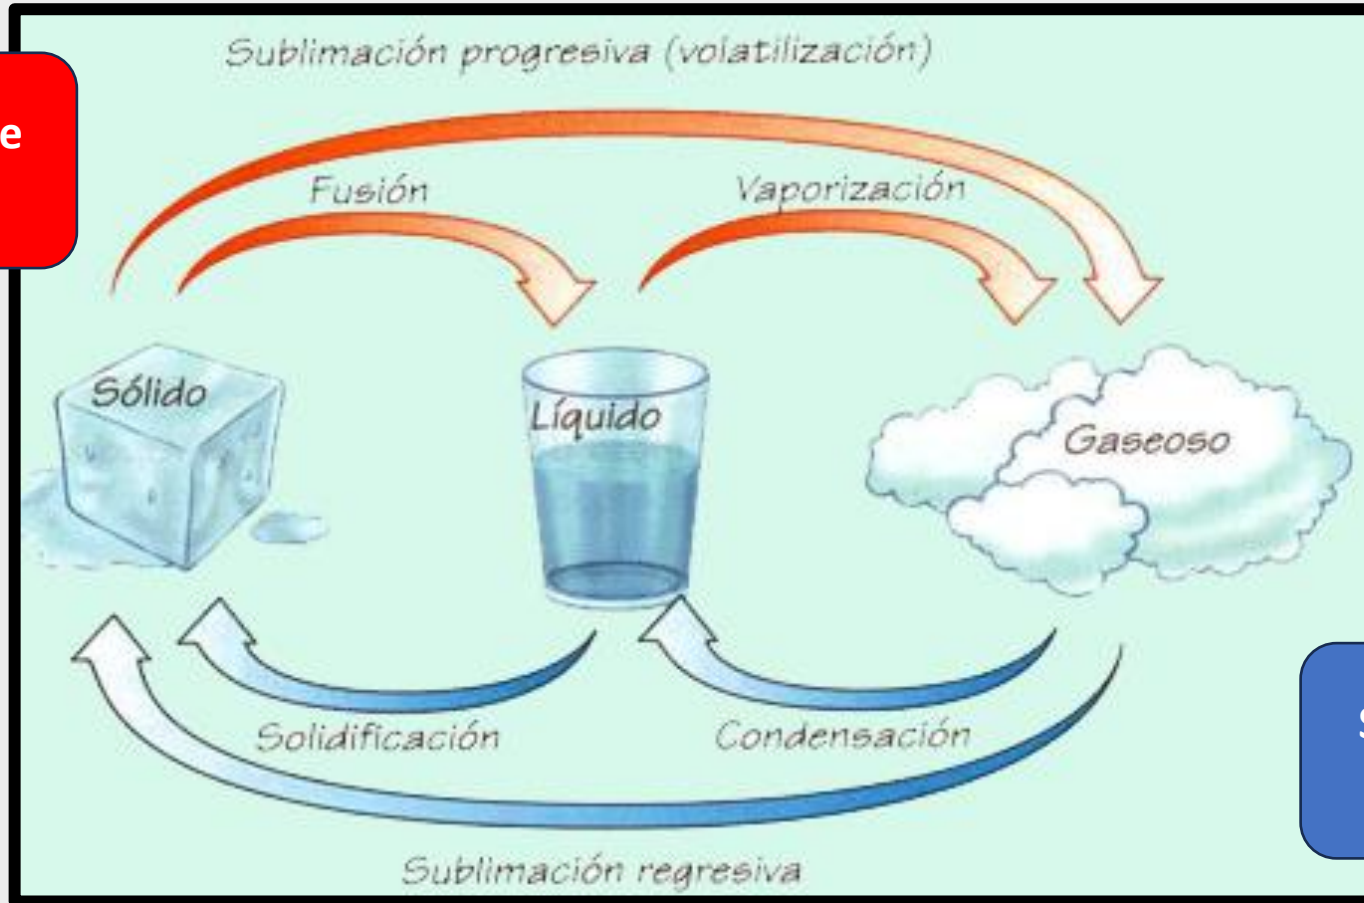 Sublimación progresiva (volatilización)
Fusión
Vaporización
Sólido
Líquido
Gaseoso
Solidificación
Condensación
Sublimación regresiva